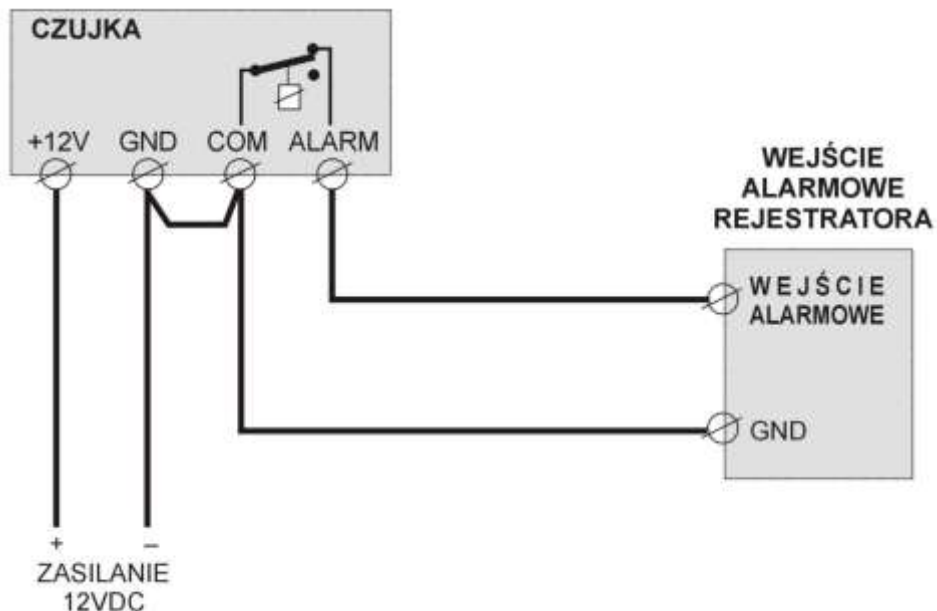 CZUJKA
+12V GND COM ALARM
WEJŚCIE
ALARMOWE
REJESTRATORA
WEJŚCIE
ALARMOWE
GND
+ –
ZASILANIE
12VDC